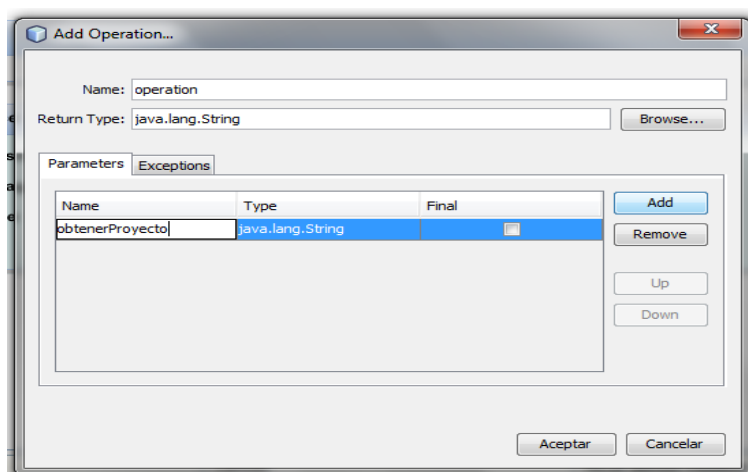 Add Operation...
Name: operation
Return Type: java.lang.String Browse...
Parameters Exceptions
Name Type Final Add
obtenerProyecto java.lang.String Remove
Up
Down
Aceptar Cancelar